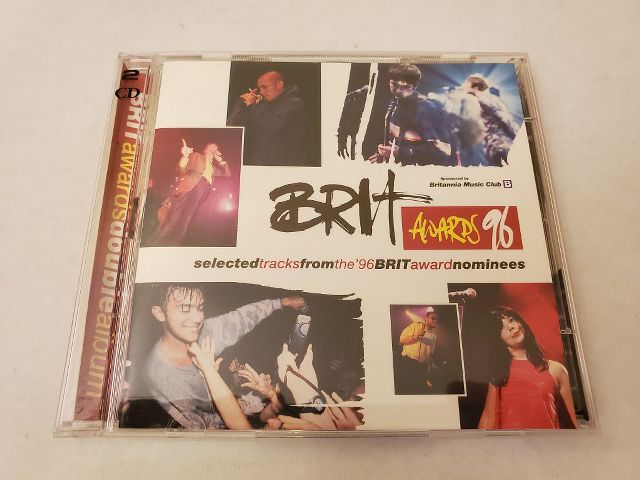 2
CD
BRITawardsdoublealbum
Sponsored by
Britannia Music Club B
BRIT
AWARDS 96
selectedtracksfromthe'96BRITawardnominees